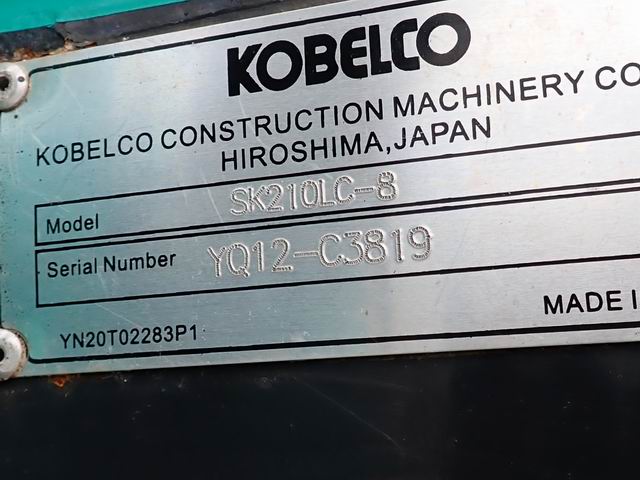 KOBELCO
KOBELCO CONSTRUCTION MACHINERY CO
HIROSHIMA,JAPAN
Model SK210LC-8
Serial Number YQ12-C3819
YN20T02283P1 MADE I